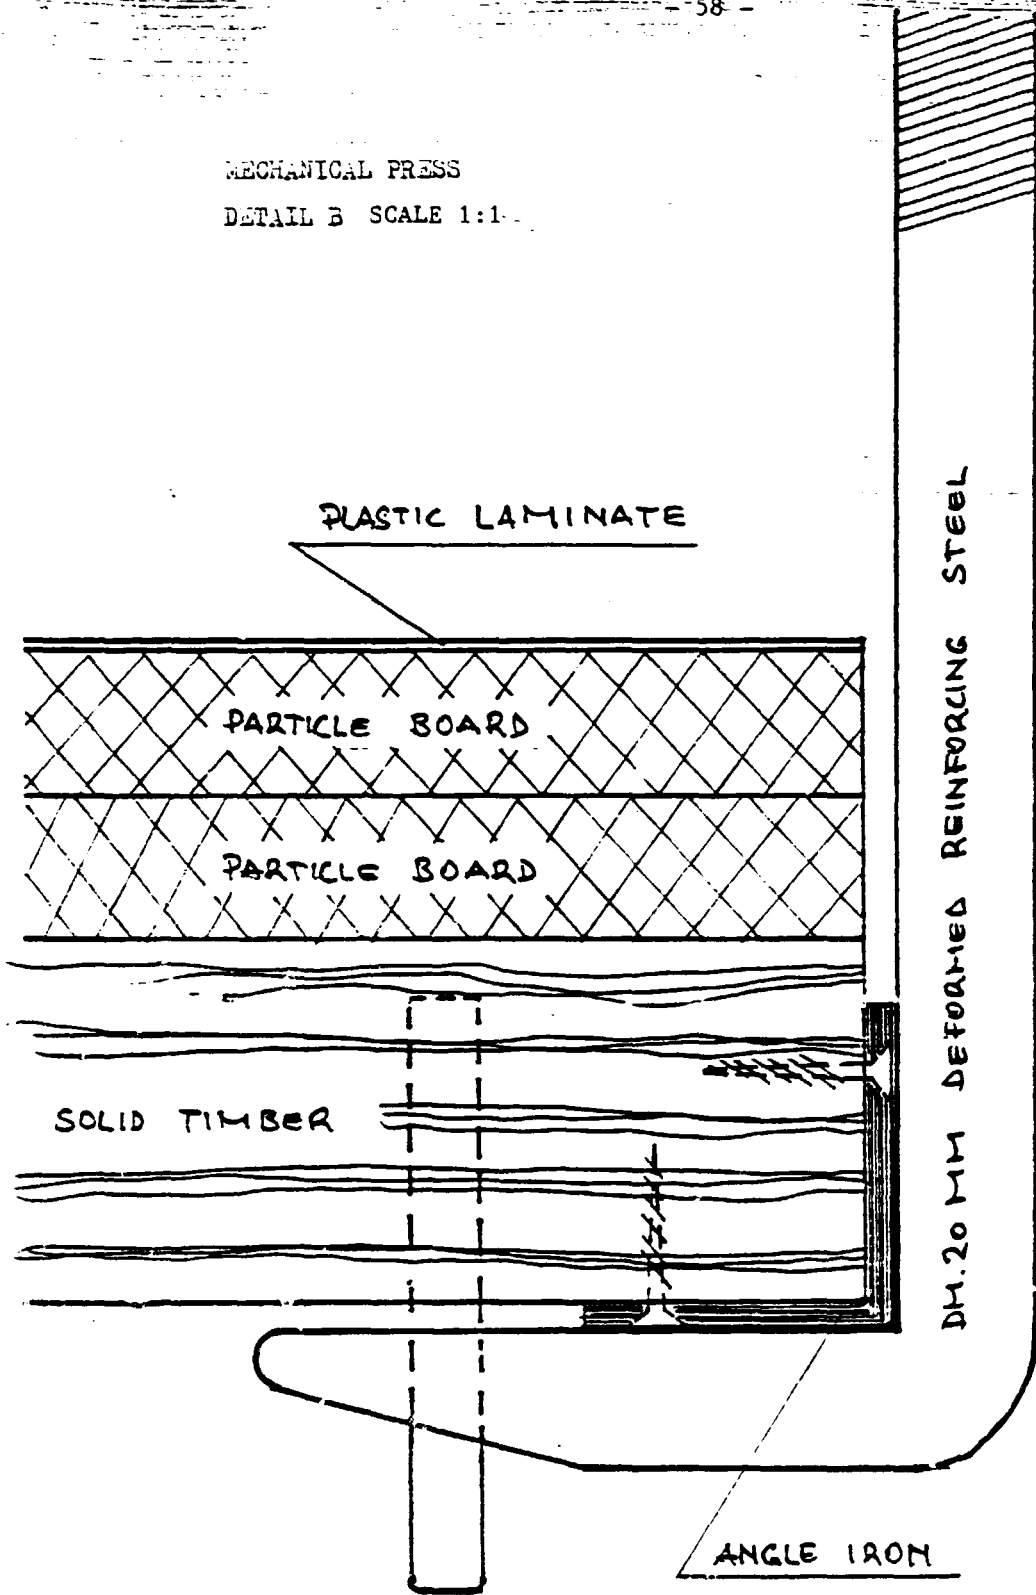 - 58 -
MECHANICAL PRESS
DETAIL B SCALE 1:1
PLASTIC LAMINATE
PARTICLE BOARD
PARTICLE BOARD
SOLID TIMBER
DM.20 MM DEFORMED REINFORCING STEEL
ANGLE IRON